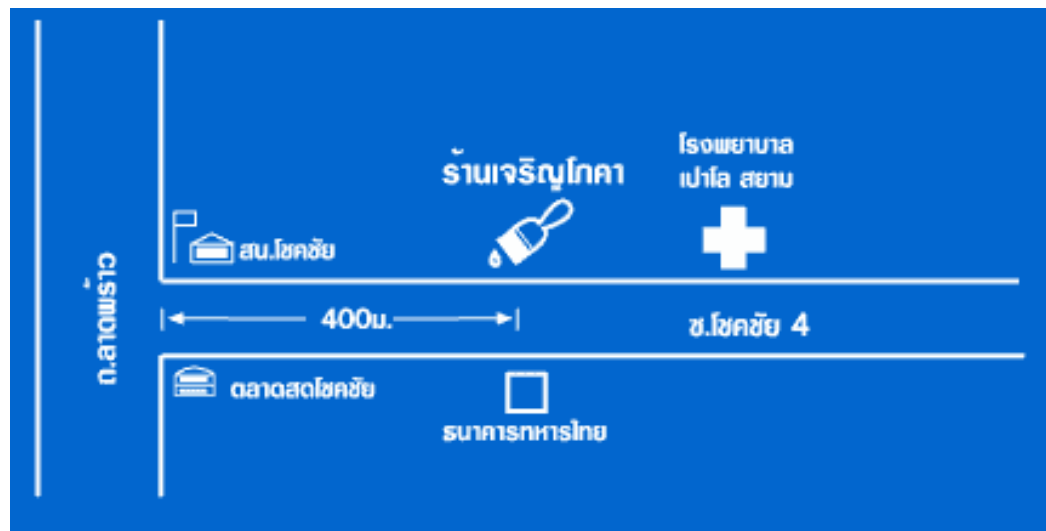 โรงพยาบาล
เปาโล สยาม
ร้านเจริญโภคา
สน.โชคชัย
ถ.ลาดพร้าว
400ม.
ซ.โชคชัย 4
ตลาดสดโชคชัย
ธนาคารทหารไทย